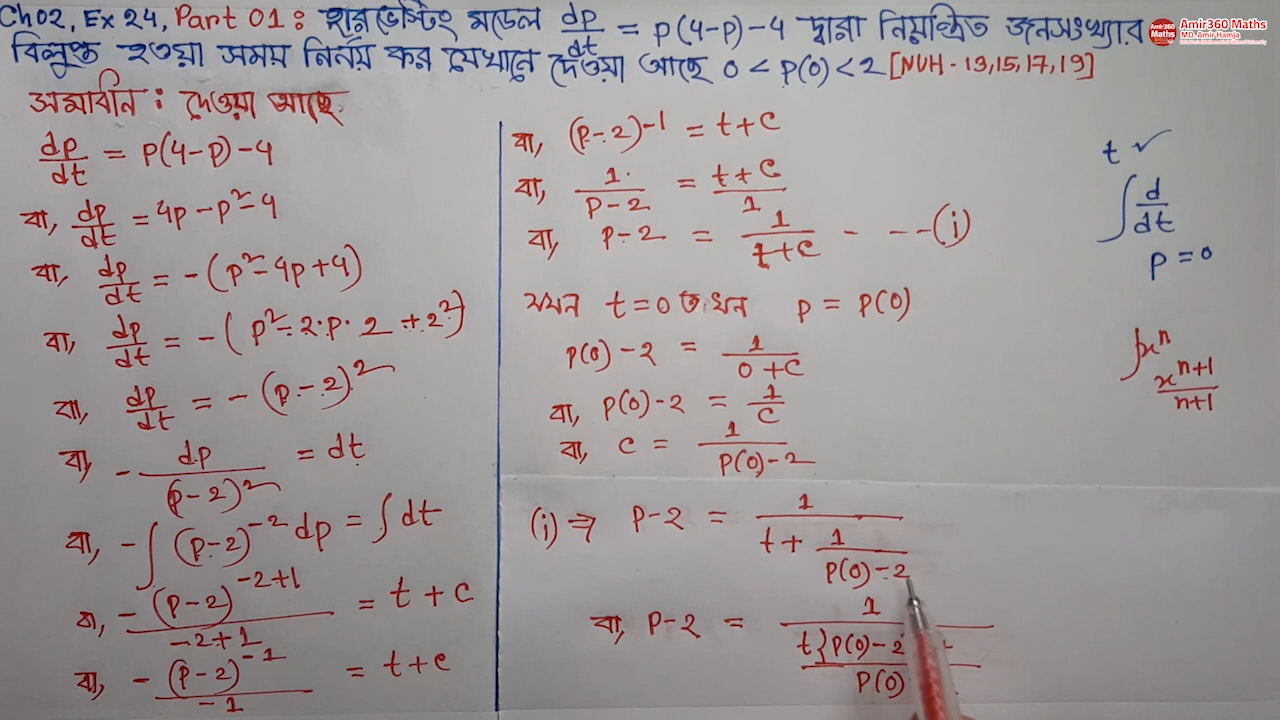 Ch02, Ex 24, Part 01 : হারভেস্টিং মডেল dp/dt = p(4-p)-4 দ্বারা নিয়ন্ত্রিত জনসংখ্যার
বিলুপ্ত হওয়া সময় নির্নয় কর যেখানে দেওয়া আছে 0 < p(0) < 2 [NUH - 13,15,17,19]
Amir360 Maths
MD. Amir Hamja
সমাধান : দেওয়া আছে,
dp/dt = p(4-p)-4
বা, dp/dt = 4p - p² - 4
বা, dp/dt = -(p² - 4p + 4)
বা, dp/dt = -(p² - 2·p·2 + 2²)
বা, dp/dt = -(p-2)²
বা, -dp/(p-2)² = dt
বা, -∫(p-2)^-2 dp = ∫dt
বা, -(p-2)^-2+1/-2+1 = t+c
বা, -(p-2)^-1/-1 = t+c
বা, (p-2)^-1 = t+c
বা, 1/p-2 = t+c/1
বা, p-2 = 1/t+c - - - -(i)
যখন t=0 তখন p = p(0)
p(0)-2 = 1/0+c
বা, p(0)-2 = 1/c
বা, c = 1/p(0)-2
(i)⇒ p-2 = 1/t+1/p(0)-2
বা, p-2 = 1/t{p(0)-2
p(0)
t ✓
∫d/dt
p=0
∫x^n
x^n+1/n+1